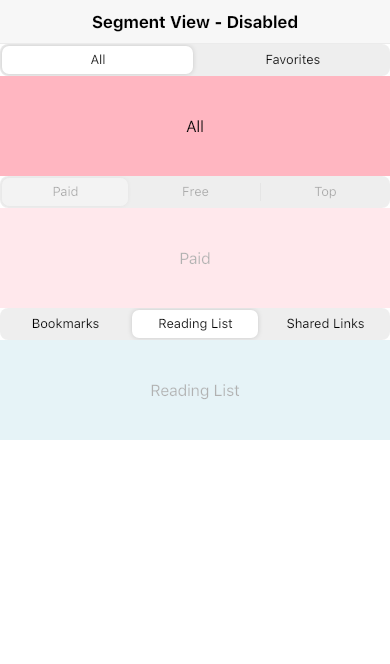 Segment View - Disabled
All
Favorites
All
Paid
Free
Top
Paid
Bookmarks
Reading List
Shared Links
Reading List